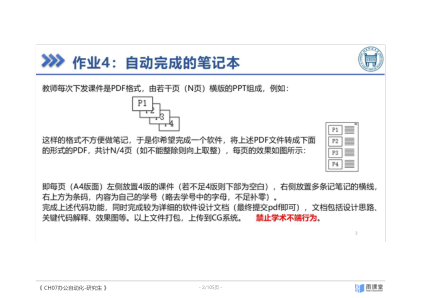 作业4：自动完成的笔记本
教师每次下发课件是PDF格式，由若干页（N页）横版的PPT组成，例如：
P1
4
这样的格式不方便做笔记，于是你希望完成一个软件，将上述PDF文件转成下面
的形式的PDF，共计N/4页（如不能整除则向上取整），每页的效果如图所示：
P1
P2
P3
P4
即每页（A4版面）左侧放置4版的课件（若不足4版则下部为空白），右侧放置多条记笔记的横线，
右上方为条码，内容为自己的学号（略去学号中的字母，不足补零）。
完成上述代码功能，同时完成较为详细的软件设计文档（最终提交pdf即可），文档包括设计思路、
关键代码解释、效果图等。以上文件打包，上传到CG系统。 禁止学术不端行为。
《 CH07办公自动化-研究生 》
- 2/105页 -
雨课堂